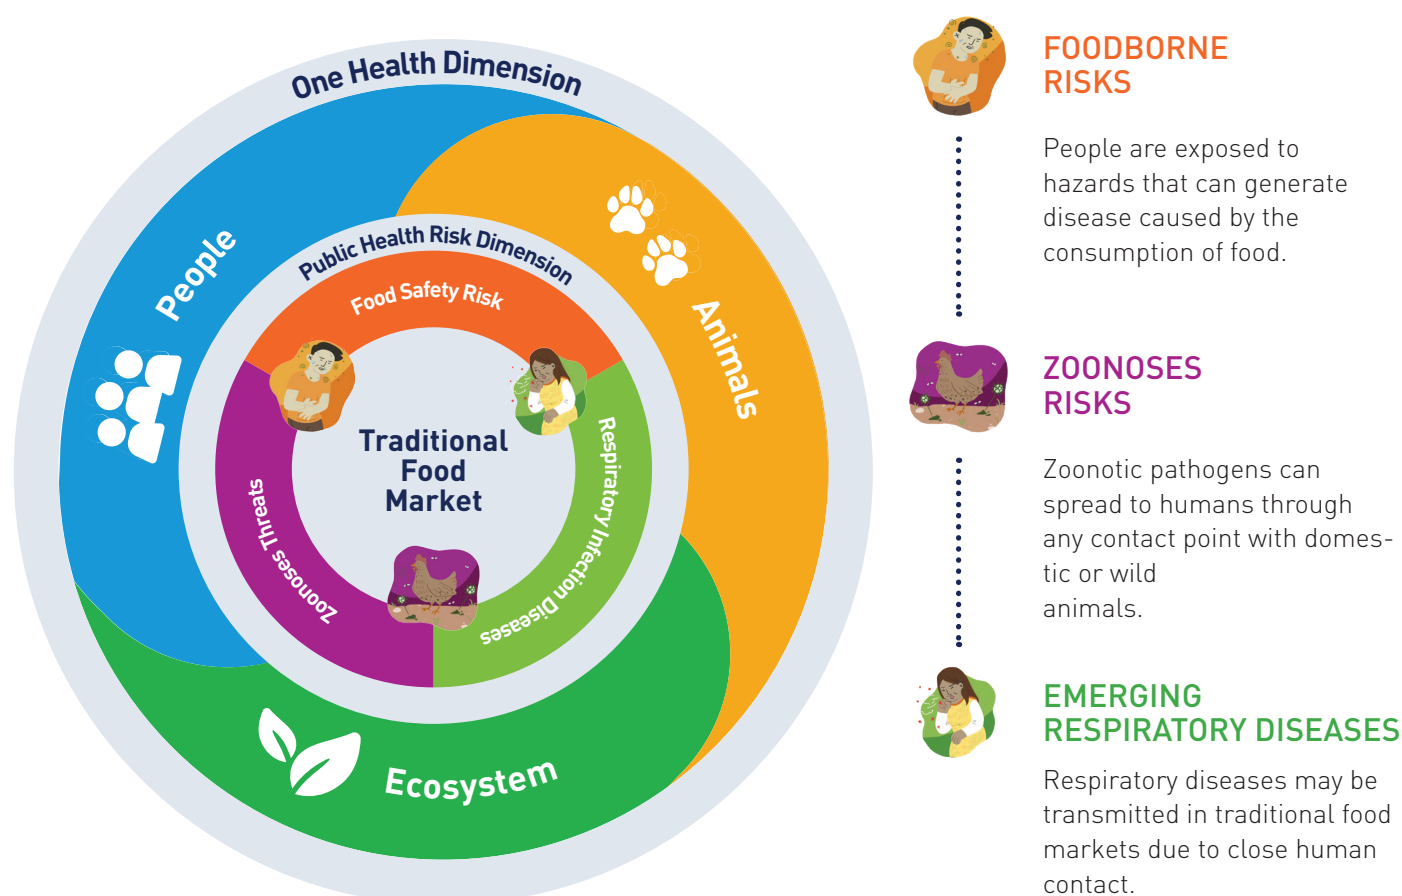 One Health Dimension
People
Animals
Ecosystem
Public Health Risk Dimension
Food Safety Risk
Zoonoses Threats
Respiratory Infection Diseases
Traditional
Food
Market
FOODBORNE
RISKS
People are exposed to
hazards that can generate
disease caused by the
consumption of food.
ZOONOSES
RISKS
Zoonotic pathogens can
spread to humans through
any contact point with domes-
tic or wild
animals.
EMERGING
RESPIRATORY DISEASES
Respiratory diseases may be
transmitted in traditional food
markets due to close human
contact.